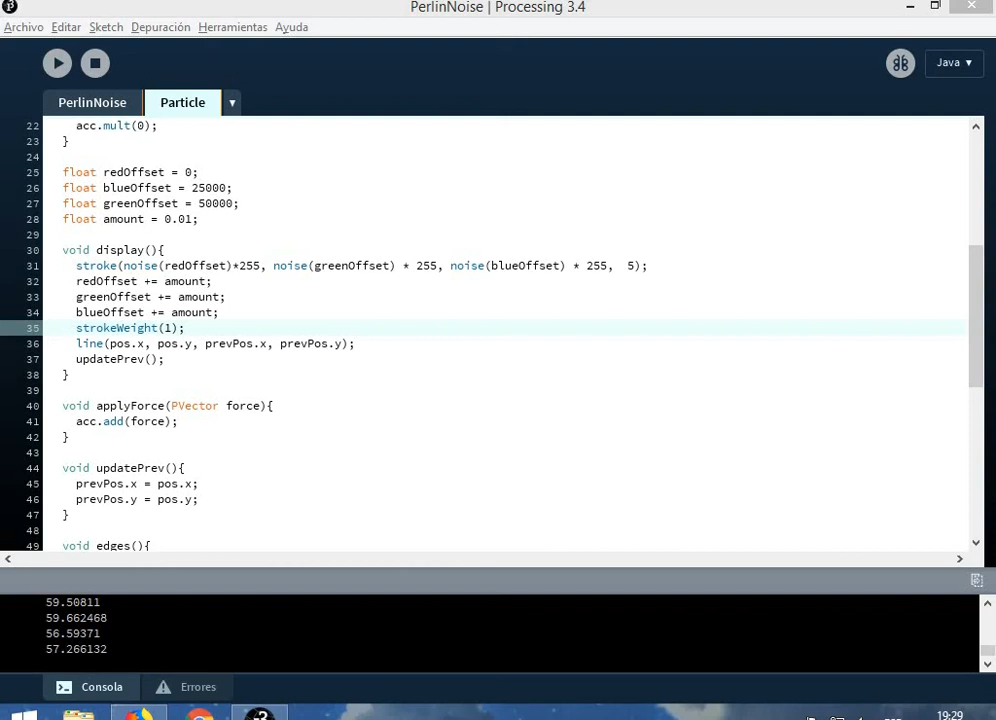 PerlinNoise | Processing 3.4
Archivo Editar Sketch Depuración Herramientas Ayuda
Java ▾
PerlinNoise Particle ▾
22 acc.mult(0);
23 }
24
25 float redOffset = 0;
26 float blueOffset = 25000;
27 float greenOffset = 50000;
28 float amount = 0.01;
29
30 void display(){
31 stroke(noise(redOffset)*255, noise(greenOffset) * 255, noise(blueOffset) * 255, 5);
32 redOffset += amount;
33 greenOffset += amount;
34 blueOffset += amount;
35 strokeWeight(1);
36 line(pos.x, pos.y, prevPos.x, prevPos.y);
37 updatePrev();
38 }
39
40 void applyForce(PVector force){
41 acc.add(force);
42 }
43
44 void updatePrev(){
45 prevPos.x = pos.x;
46 prevPos.y = pos.y;
47 }
48
49 void edges(){
59.50811
59.662468
56.59371
57.266132
Consola Errores
19:29